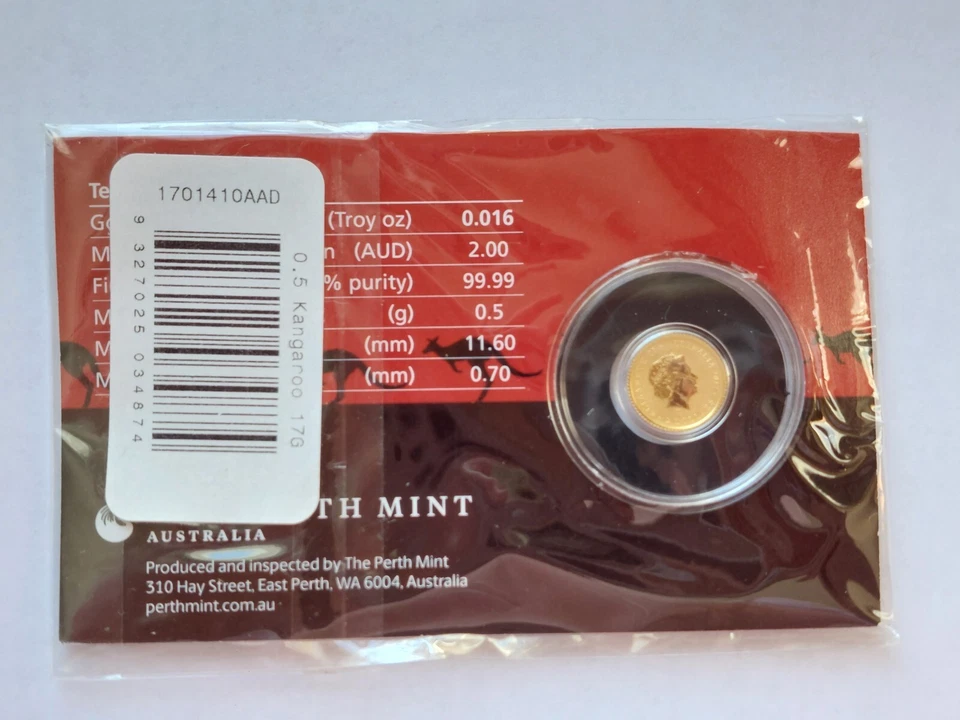 1701410AAD
9 327025 034874
0.5 Kangaroo 17G
Te
Go (Troy oz) 0.016
M n (AUD) 2.00
Fi % purity) 99.99
M (g) 0.5
M (mm) 11.60
M (mm) 0.70
TH MINT
AUSTRALIA
Produced and inspected by The Perth Mint
310 Hay Street, East Perth, WA 6004, Australia
perthmint.com.au